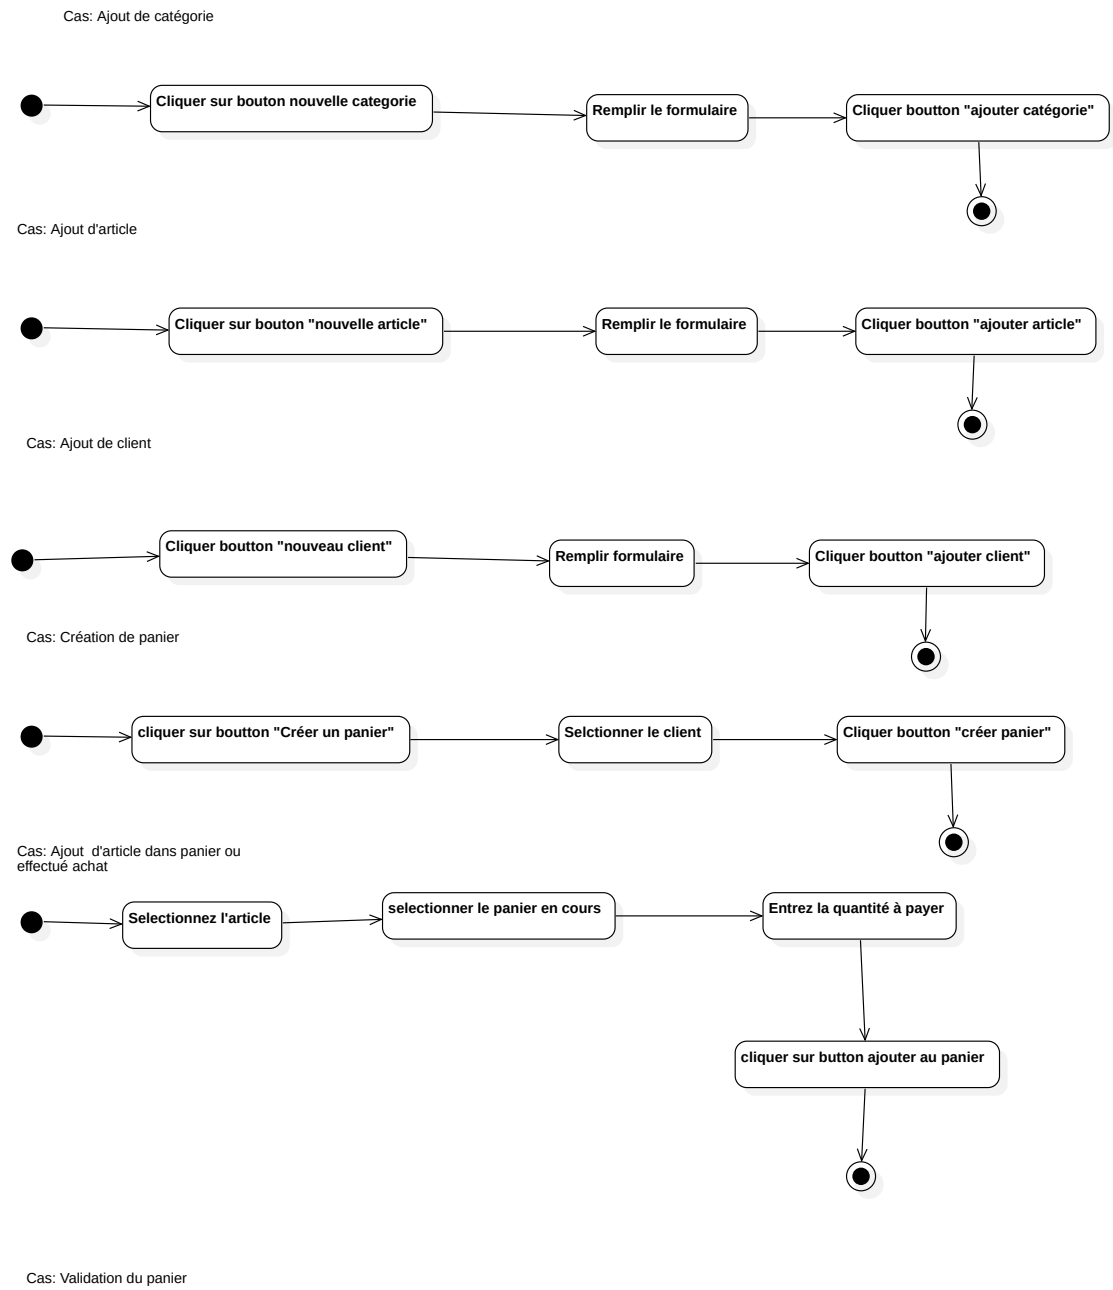 Cas: Ajout de catégorie
Cliquer sur bouton nouvelle categorie
Remplir le formulaire
Cliquer boutton "ajouter catégorie"
Cas: Ajout d'article
Cliquer sur bouton "nouvelle article"
Remplir le formulaire
Cliquer boutton "ajouter article"
Cas: Ajout de client
Cliquer boutton "nouveau client"
Remplir formulaire
Cliquer bouttton "ajouter client"
Cas: Création de panier
cliquer sur boutton "Créer un panier"
Selctionner le client
Cliquer boutton "créer panier"
Cas: Ajout  d'article dans panier ou
effectué achat
Selectionnez l'article
selectionner le panier en cours
Entrez la quantité à payer
cliquer sur button ajouter au panier
Cas: Validation du panier